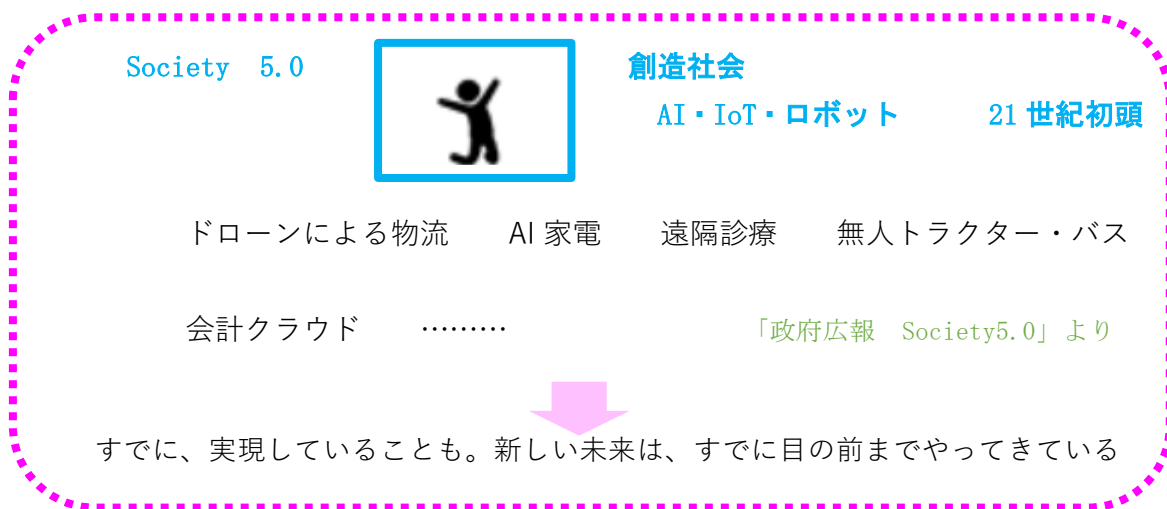 Society 5.0 創造社会
AI・IoT・ロボット 21世紀初頭
ドローンによる物流 AI家電 遠隔診療 無人トラクター・バス
会計クラウド ……… 「政府広報 Society5.0」より
すでに、実現していることも。新しい未来は、すでに目の前までやってきている